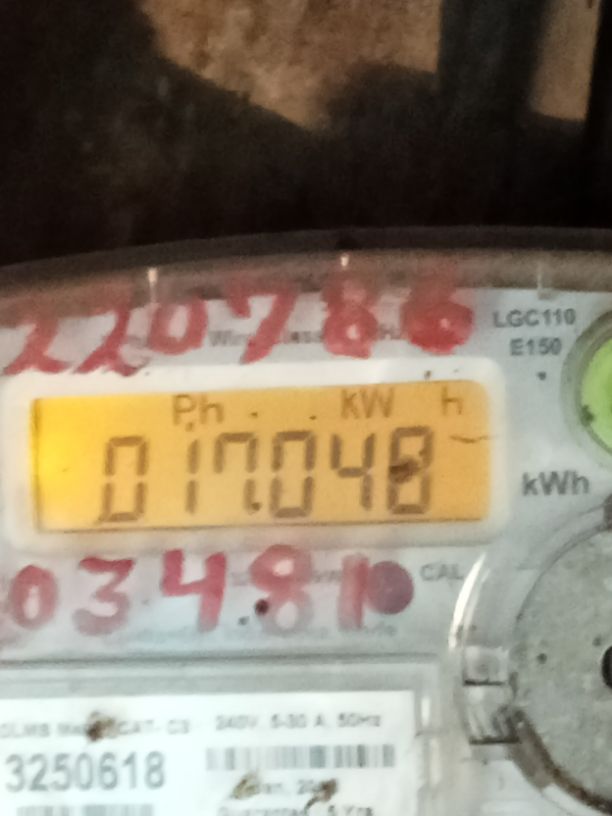 220788
LGC110
E150
Ph kW h
017048
kWh
03481
CAL
240V, 5-30 A, 50Hz
3250618